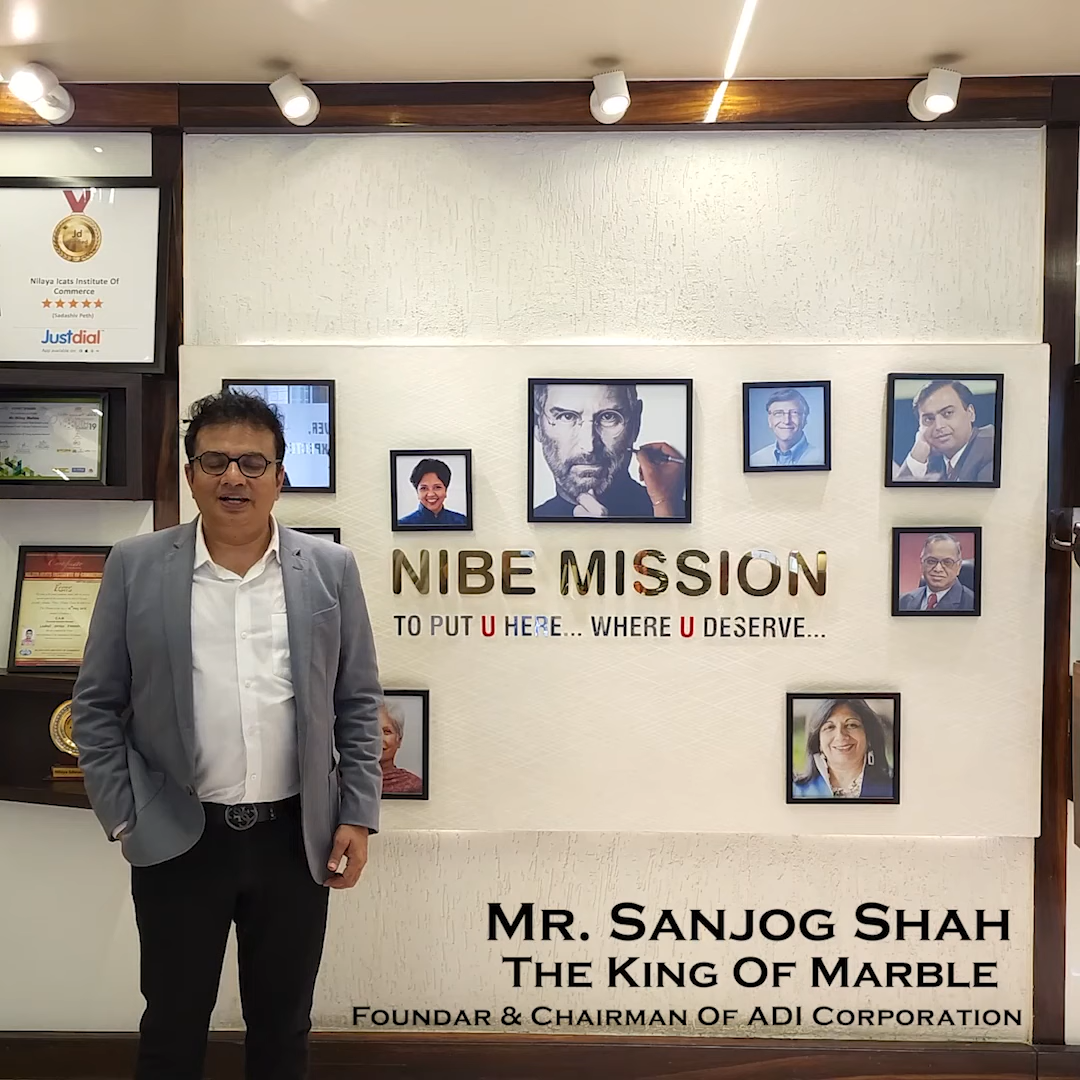 Jd
Nilaya Icats Institute Of
Commerce
(Sadashiv Peth)
Justdial
NIBE MISSION
TO PUT U HERE... WHERE U DESERVE...
MR. SANJOG SHAH
THE KING OF MARBLE
FOUNDAR & CHAIRMAN OF ADI CORPORATION